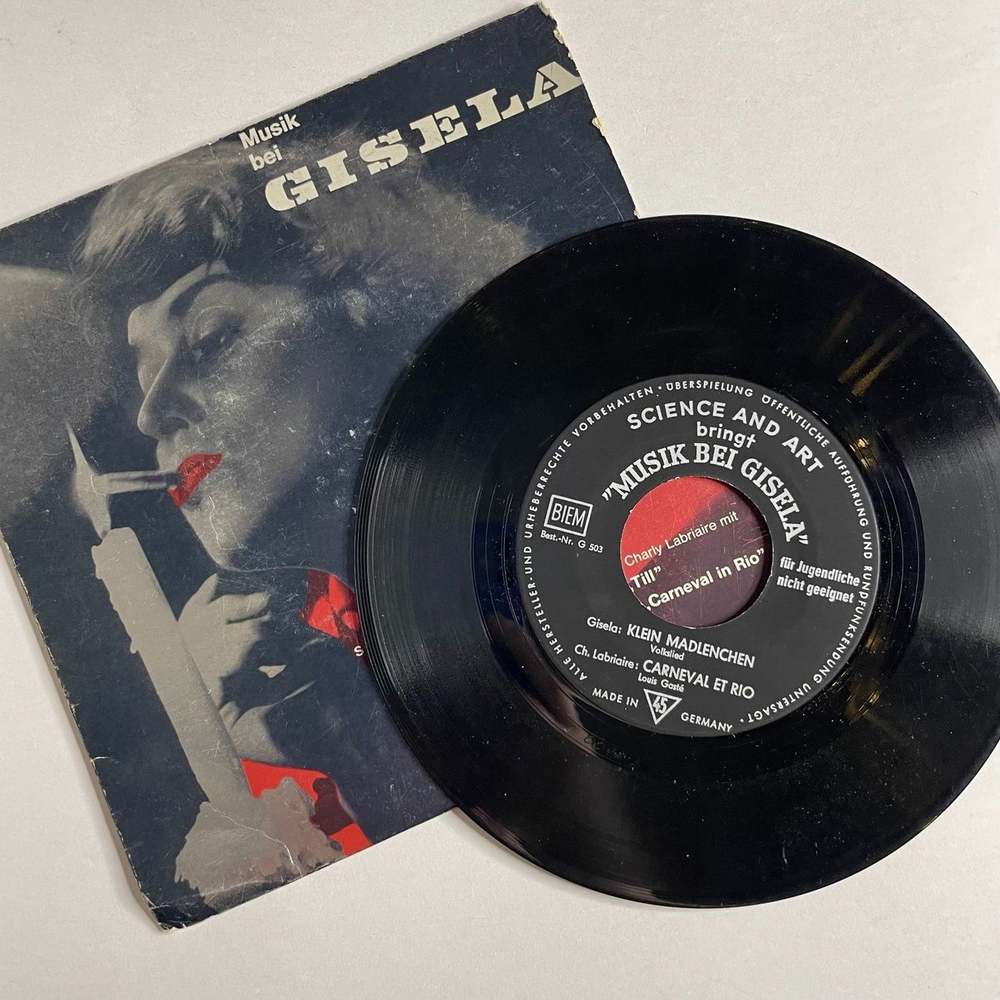 Musik
bei
GISELA
S
ALLE HERSTELLER- UND URHEBERRECHTE VORBEHALTEN • ÜBERSPIELUNG ÖFFENTLICHE AUFFÜHRUNG UND RUNDFUNKSENDUNG UNTERSAGT •
SCIENCE AND ART
bringt
"MUSIK BEI GISELA"
BIEM
Best.-Nr. G 503
für Jugendliche
nicht geeignet
Charly Labriaire mit
Till"
Carneval in Rio"
Gisela: KLEIN MADLENCHEN
Volkslied
Ch. Labriaire: CARNEVAL ET RIO
Louis Gasté
MADE IN 45 GERMANY